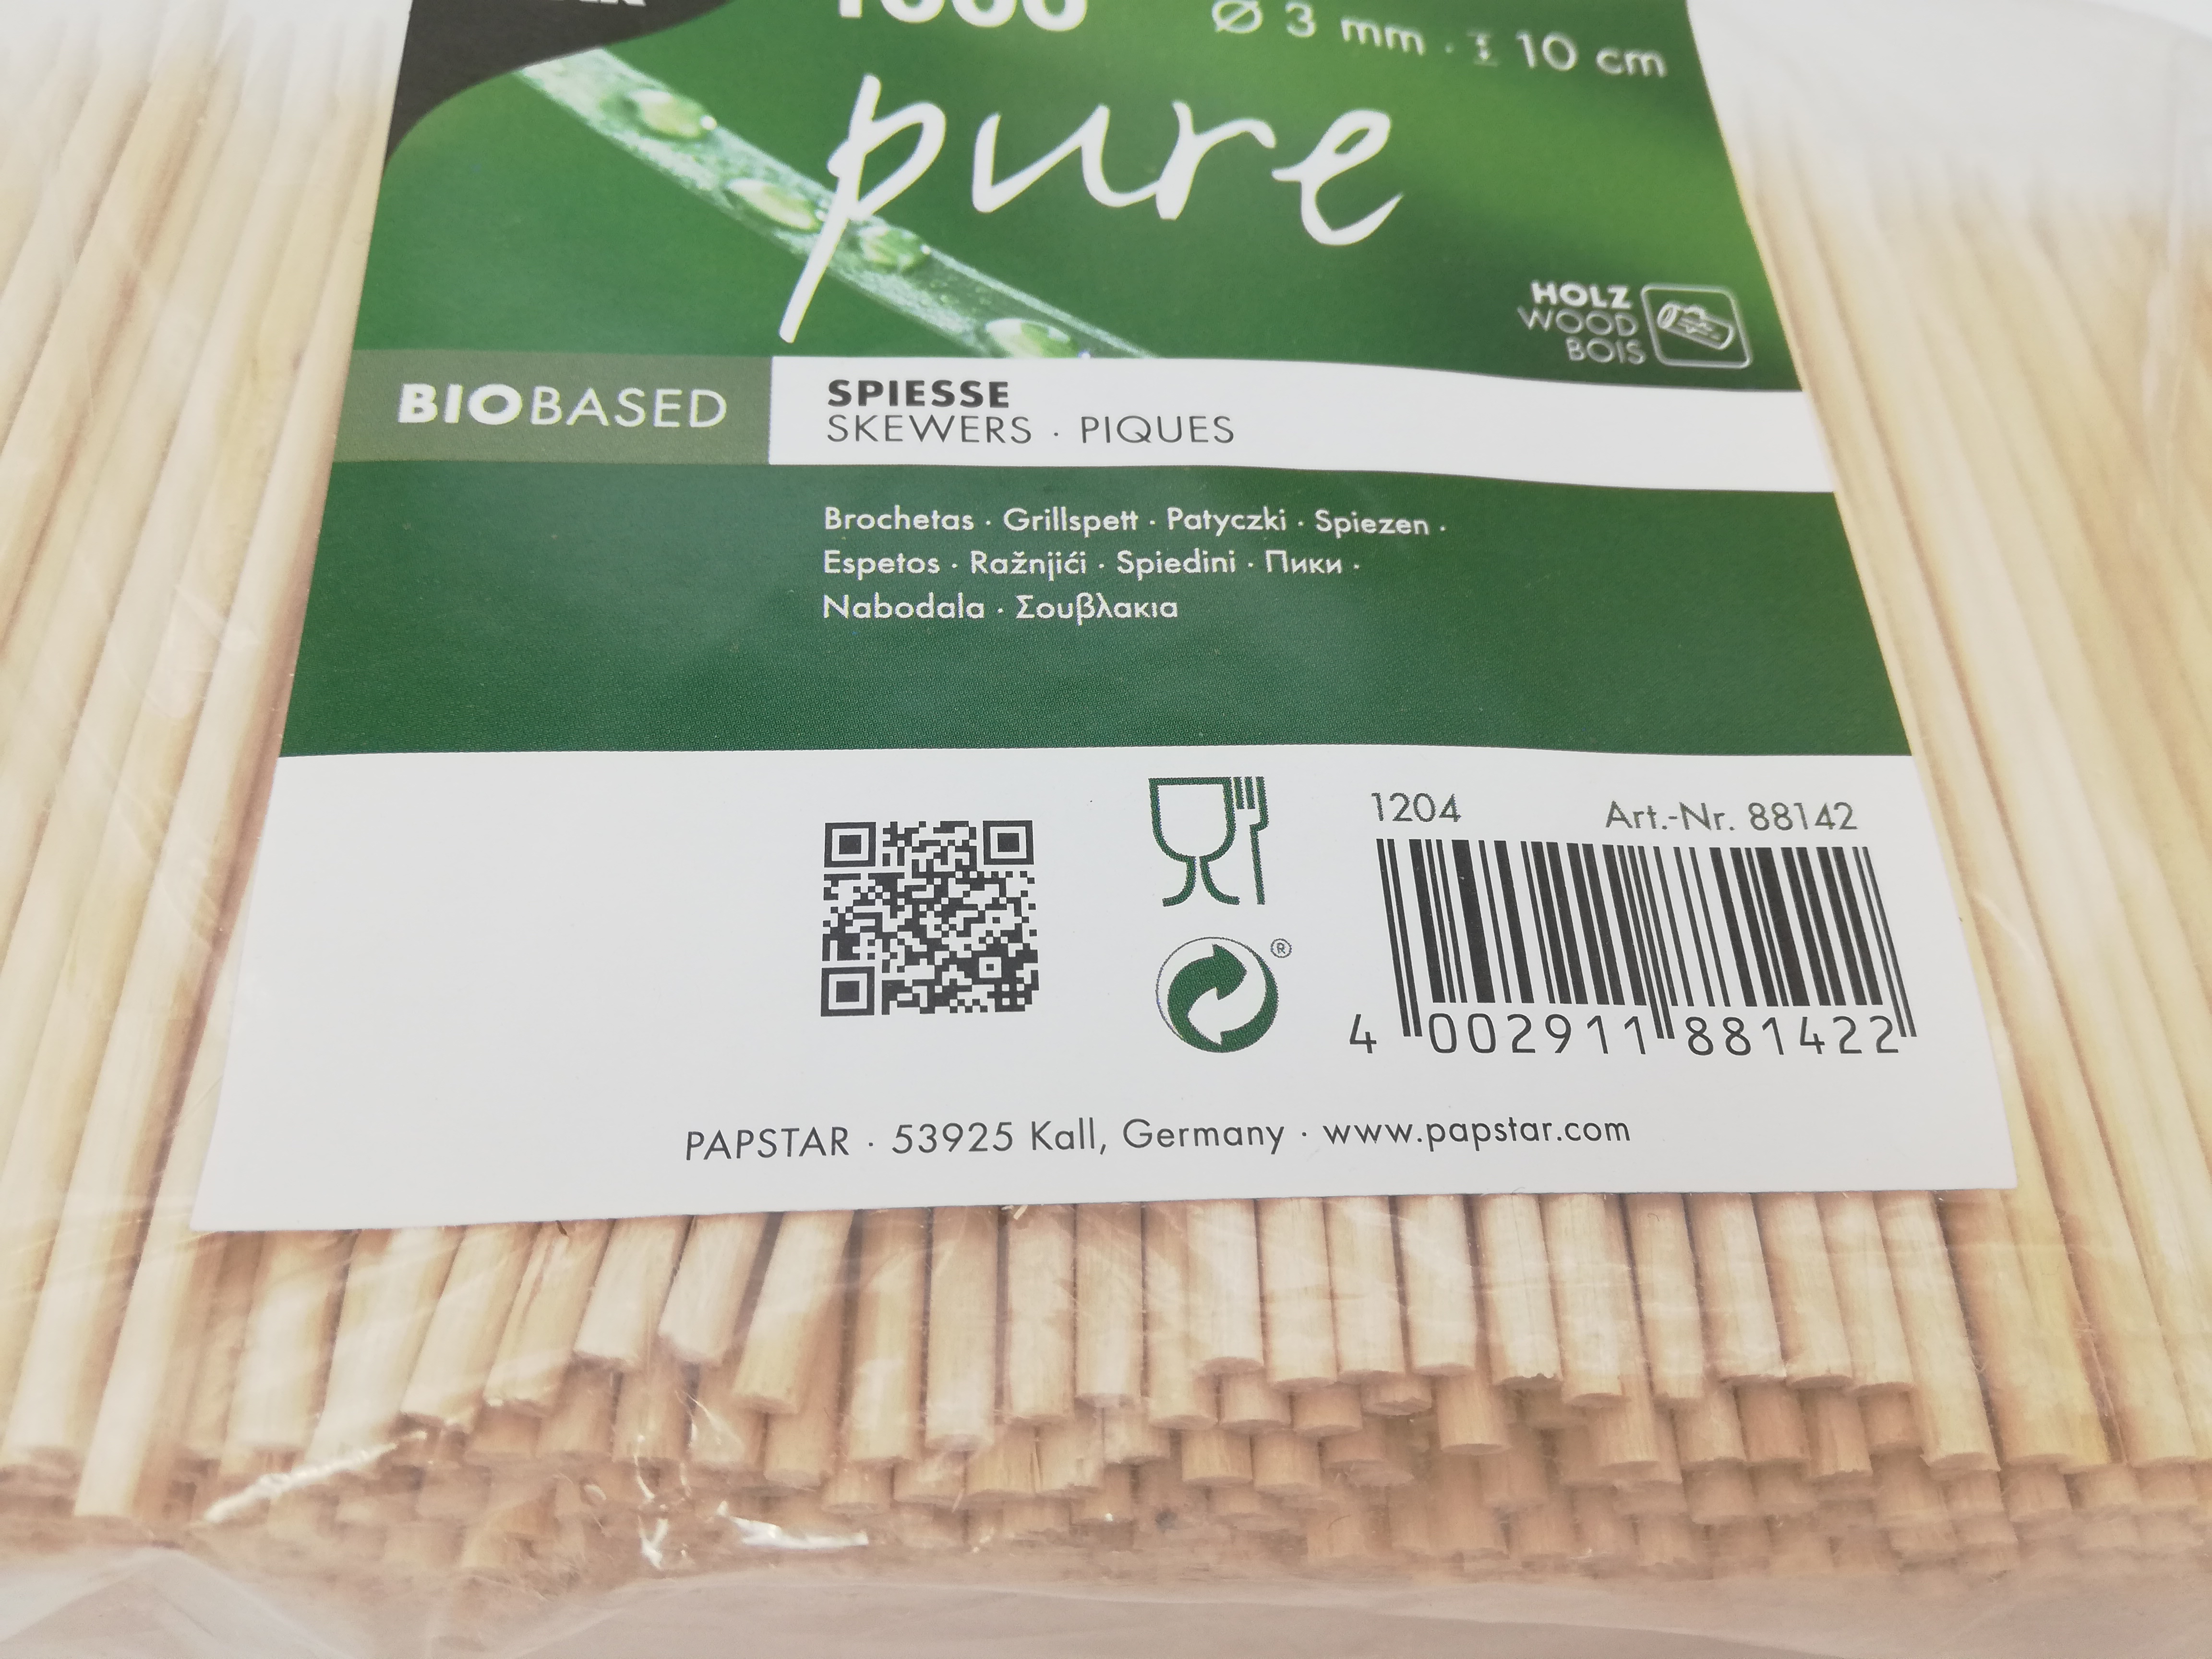 1000 Ø 3 mm · 10 cm
pure
HOLZ
WOOD
BOIS
BIOBASED
SPIESSE
SKEWERS · PIQUES
Brochetas · Grillspett · Patyczki · Spiezen ·
Espetos · Ražnjići · Spiedini · Пики ·
Nabodala · Σουβλακια
1204 Art.-Nr. 88142
®
4 002911 881422
PAPSTAR · 53925 Kall, Germany · www.papstar.com